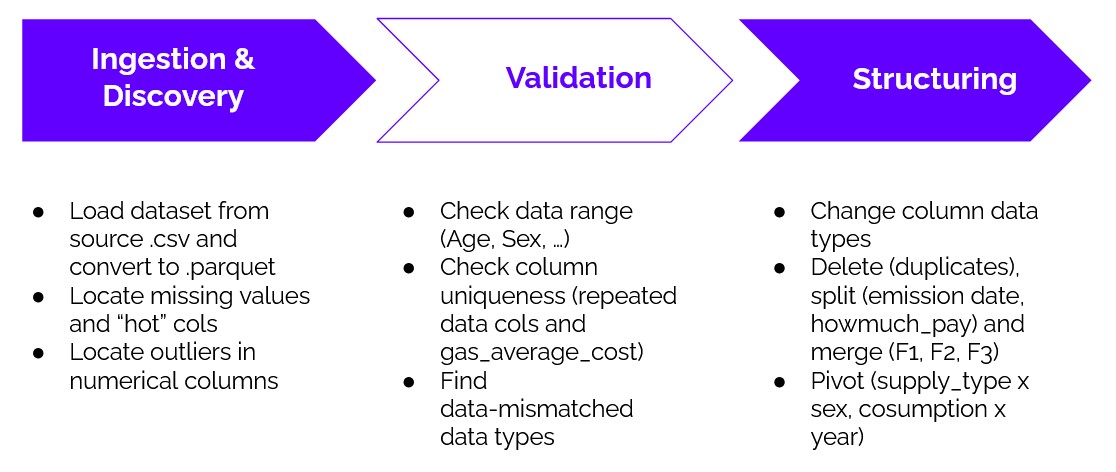 Ingestion &
Discovery
Validation
Structuring
● Load dataset from
source .csv and
convert to .parquet
● Locate missing values
and “hot” cols
● Locate outliers in
numerical columns
● Check data range
(Age, Sex, …)
● Check column
uniqueness (repeated
data cols and
gas_average_cost)
● Find
data-mismatched
data types
● Change column data
types
● Delete (duplicates),
split (emission date,
howmuch_pay) and
merge (F1, F2, F3)
● Pivot (supply_type x
sex, cosumption x
year)